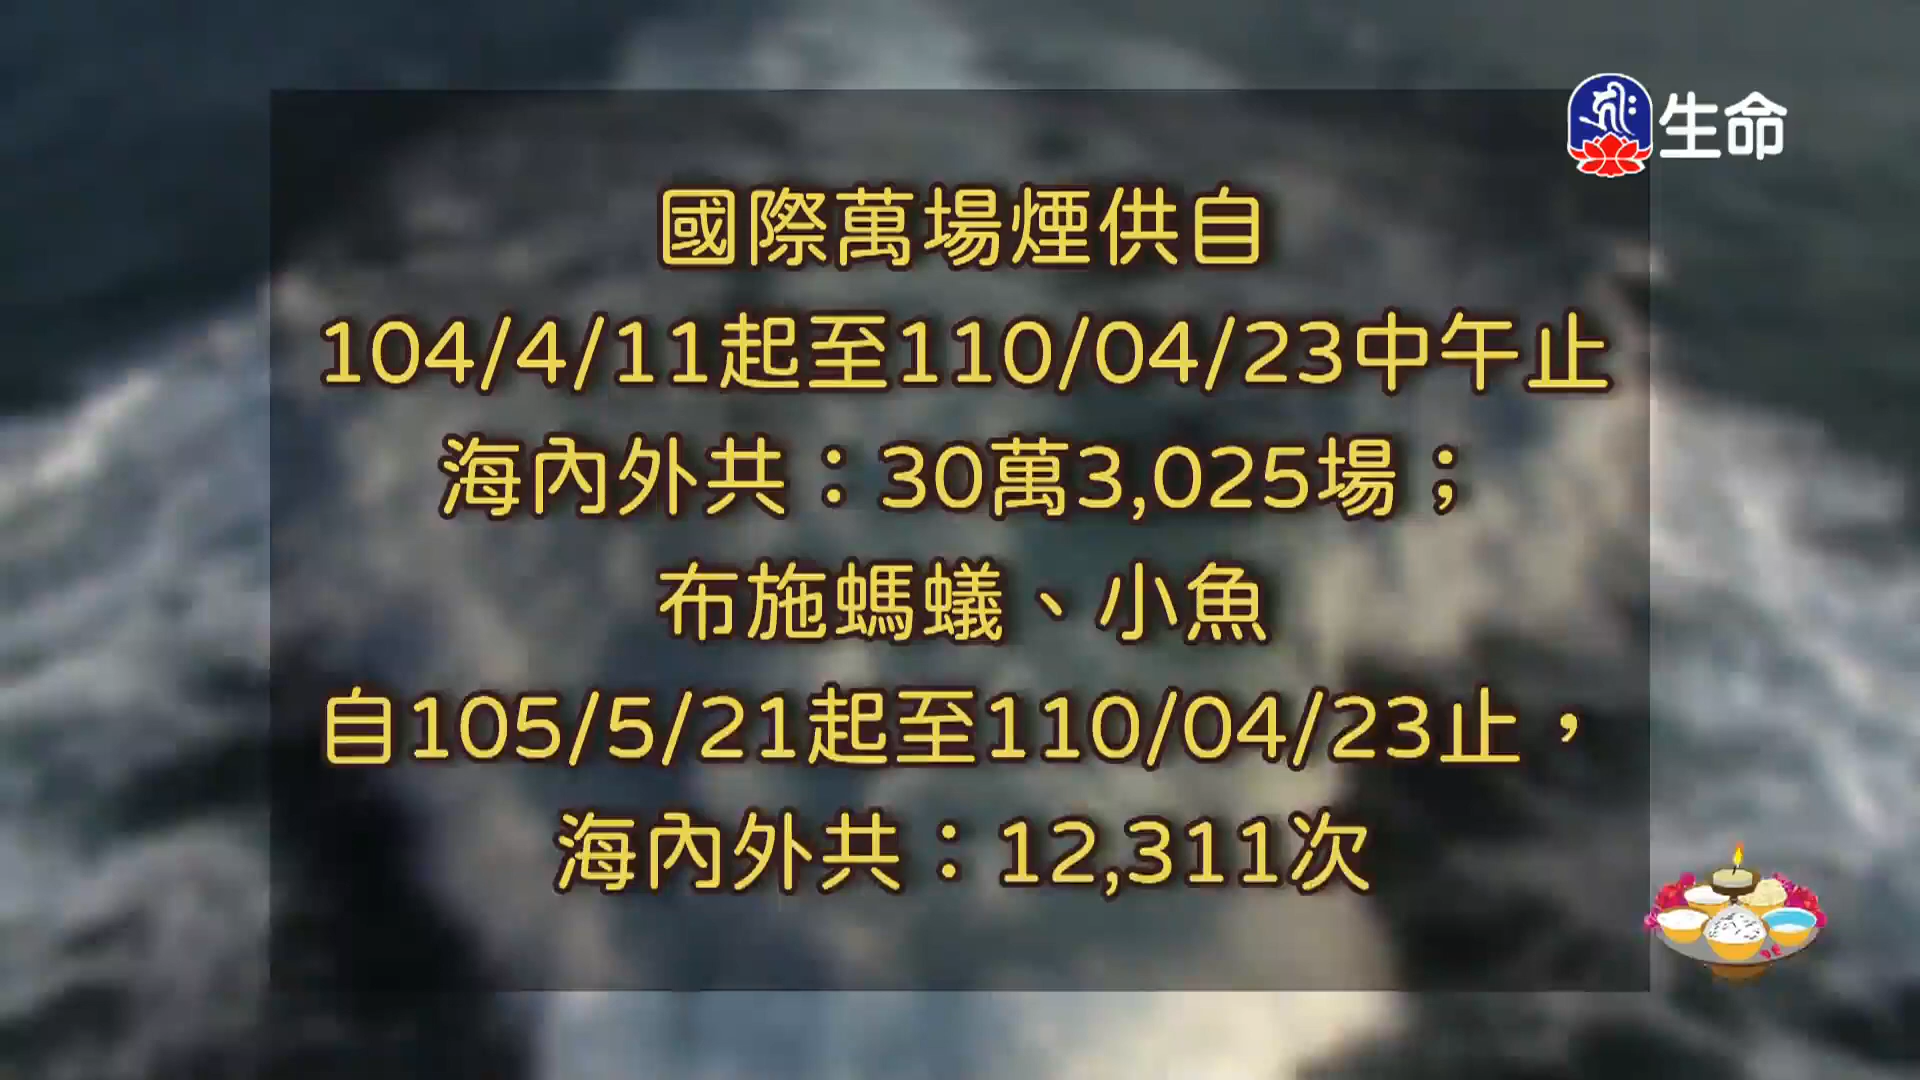 生命
國際萬場煙供自
104/4/11起至110/04/23中午止
海內外共：30萬3,025場；
布施螞蟻、小魚
自105/5/21起至110/04/23止，
海內外共：12,311次